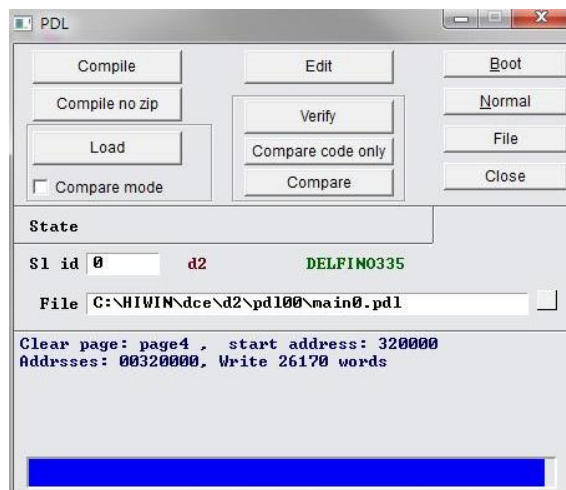 PDL
Compile
Edit
Boot
Compile no zip
Verify
Normal
Load
Compare code only
File
Compare mode
Compare
Close
State
Sl id 0 d2 DELFINO335
File C:\HIWIN\dce\d2\pdl00\main0.pdl
Clear page: page4 , start address: 320000
Addrsses: 00320000, Write 26170 words